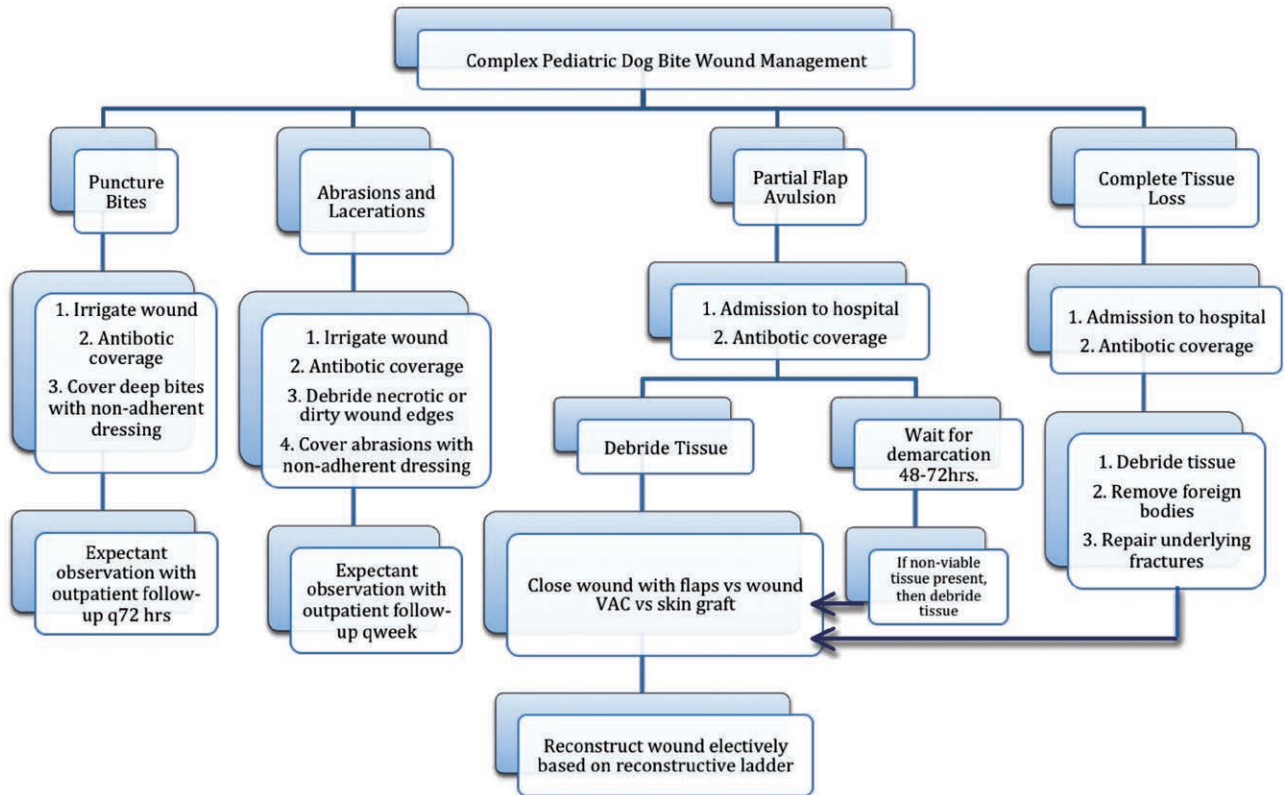 Complex Pediatric Dog Bite Wound Management
Puncture
Bites
1. Irrigate wound
2. Antibotic
coverage
3. Cover deep bites
with non-adherent
dressing
Expectant
observation with
outpatient follow-
up q72 hrs
Abrasions and
Lacerations
1. Irrigate wound
2. Antibotic coverage
3. Debride necrotic or
dirty wound edges
4. Cover abrasions with
non-adherent dressing
Expectant
observation with
outpatient follow-
up qweek
Partial Flap
Avulsion
1. Admission to hospital
2. Antibotic coverage
Debride Tissue
Wait for
demarcation
48-72hrs.
If non-viable
tissue present,
then debride
tissue
Close wound with flaps vs wound
VAC vs skin graft
Reconstruct wound electively
based on reconstructive ladder
Complete Tissue
Loss
1. Admission to hospital
2. Antibotic coverage
1. Debride tissue
2. Remove foreign
bodies
3. Repair underlying
fractures